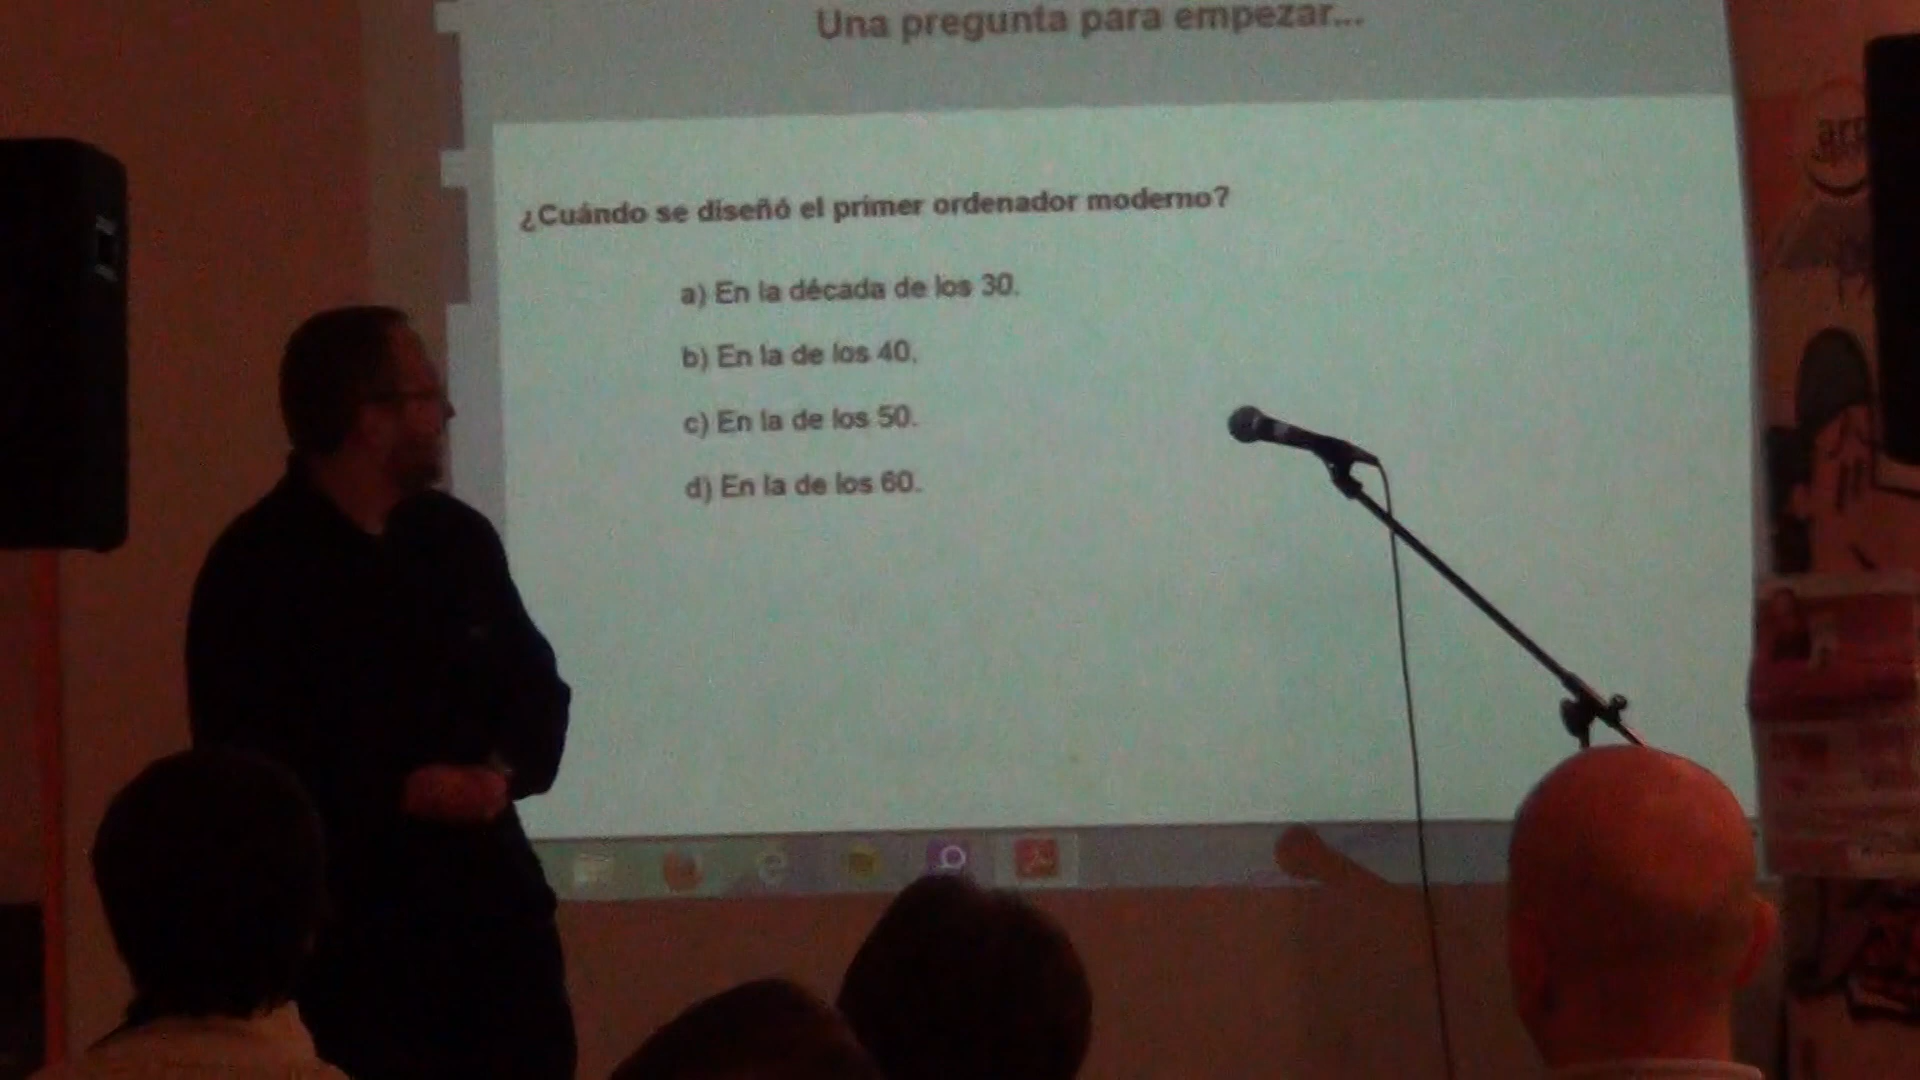 Una pregunta para empezar...
¿Cuándo se diseñó el primer ordenador moderno?
a) En la década de los 30.
b) En la de los 40.
c) En la de los 50.
d) En la de los 60.